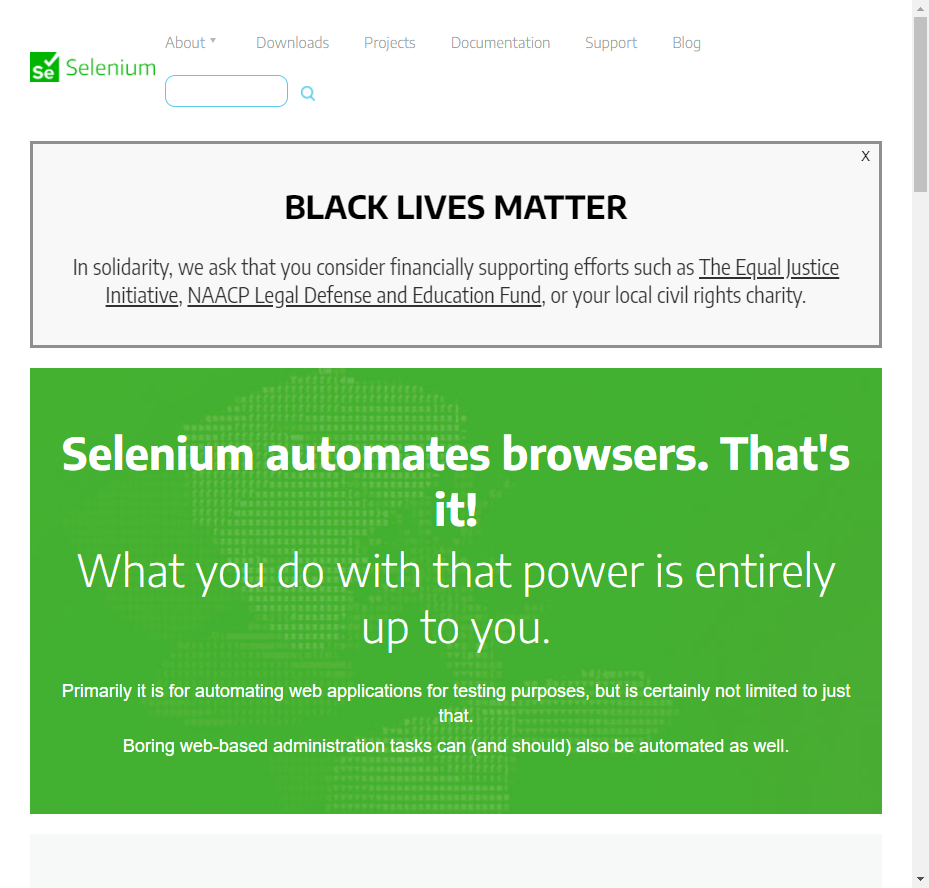 Se Selenium
About Downloads Projects Documentation Support Blog
X
BLACK LIVES MATTER
In solidarity, we ask that you consider financially supporting efforts such as The Equal Justice
Initiative, NAACP Legal Defense and Education Fund, or your local civil rights charity.
Selenium automates browsers. That's
it!
What you do with that power is entirely
up to you.
Primarily it is for automating web applications for testing purposes, but is certainly not limited to just
that.
Boring web-based administration tasks can (and should) also be automated as well.